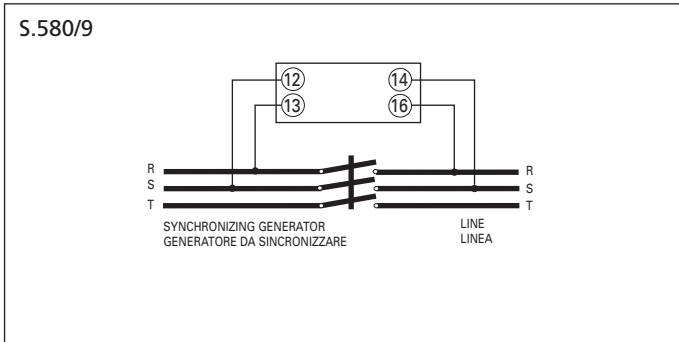 S.580/9
12 14
13 16
R R
S S
T T
SYNCHRONIZING GENERATOR
GENERATORE DA SINCRONIZZARE
LINE
LINEA